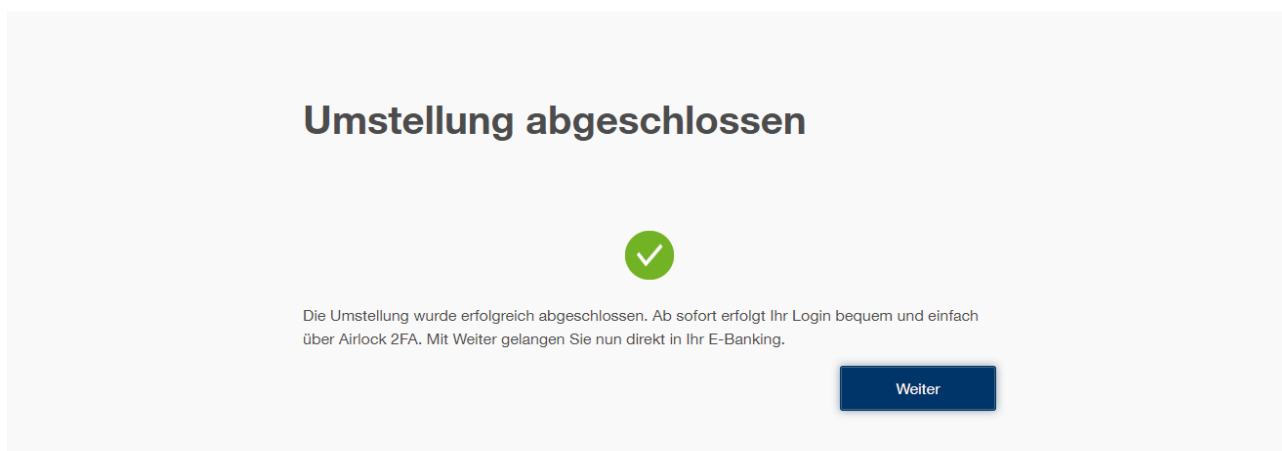 Umstellung abgeschlossen
Die Umstellung wurde erfolgreich abgeschlossen. Ab sofort erfolgt Ihr Login bequem und einfach
über Airlock 2FA. Mit Weiter gelangen Sie nun direkt in Ihr E-Banking.
Weiter